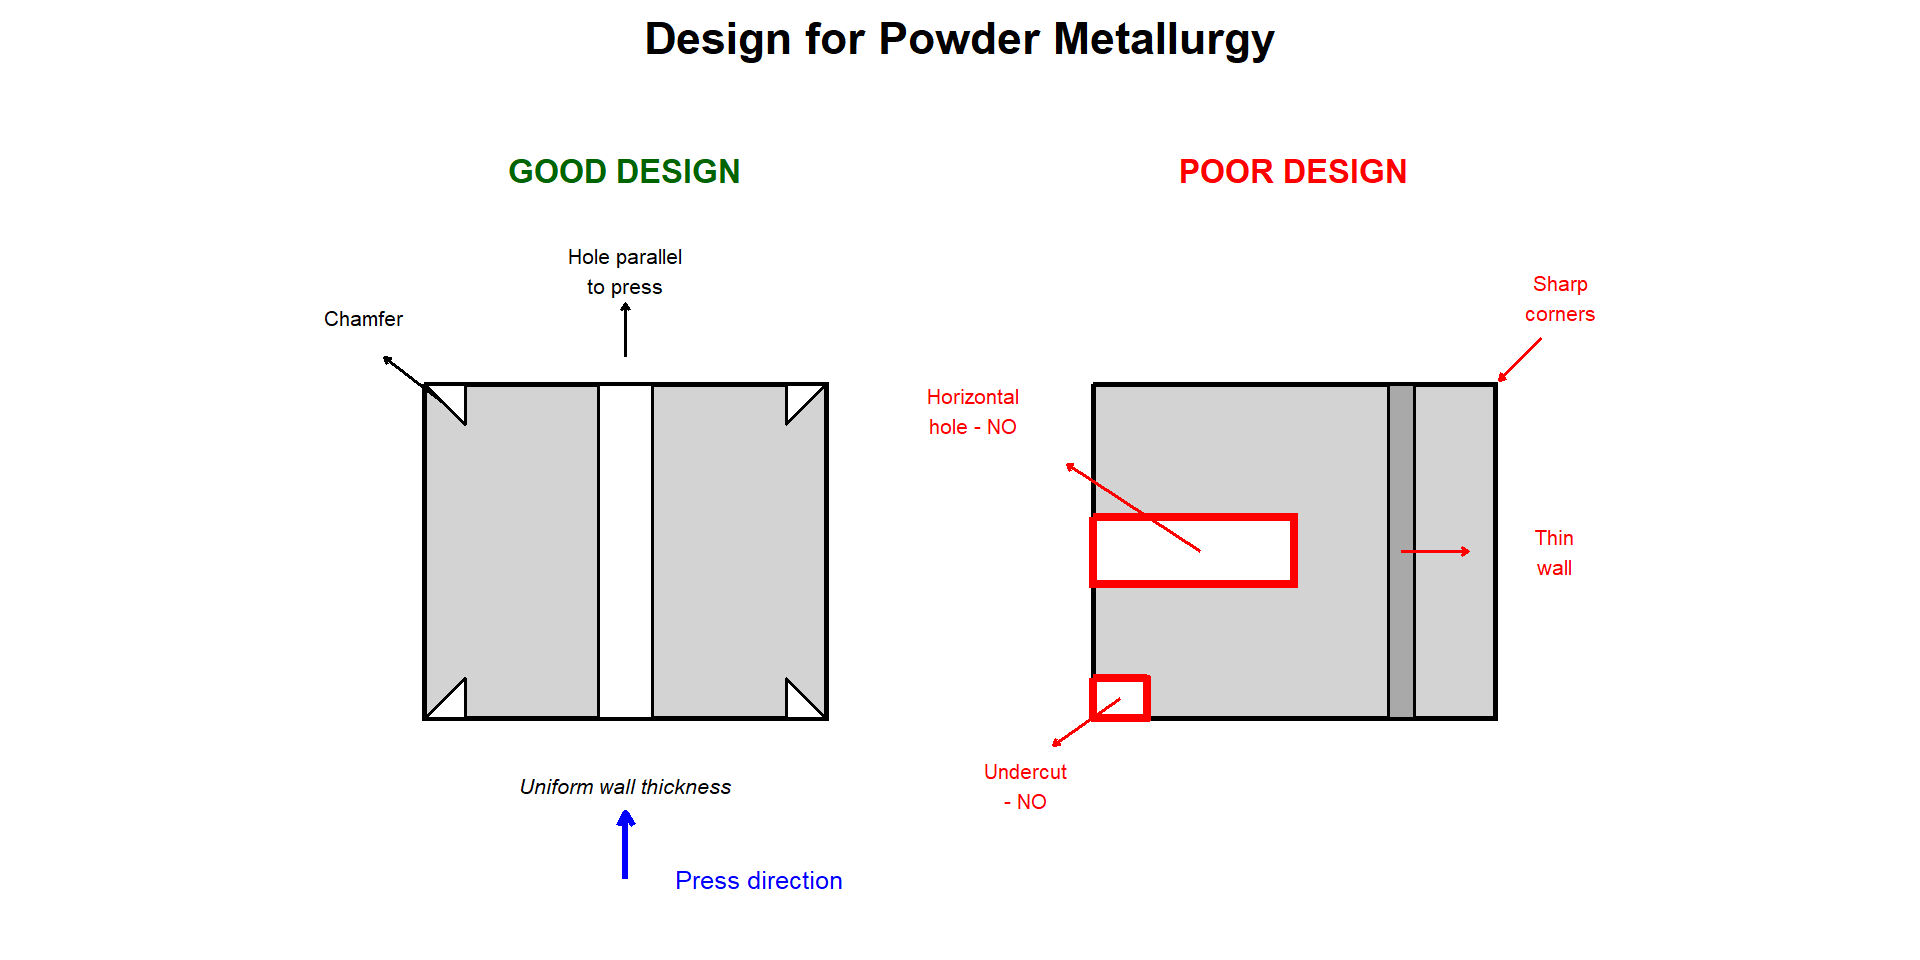 Design for Powder Metallurgy
GOOD DESIGN
POOR DESIGN
Hole parallel
to press
Chamfer
Sharp
corners
Horizontal
hole - NO
Thin
wall
Uniform wall thickness
Undercut
- NO
Press direction